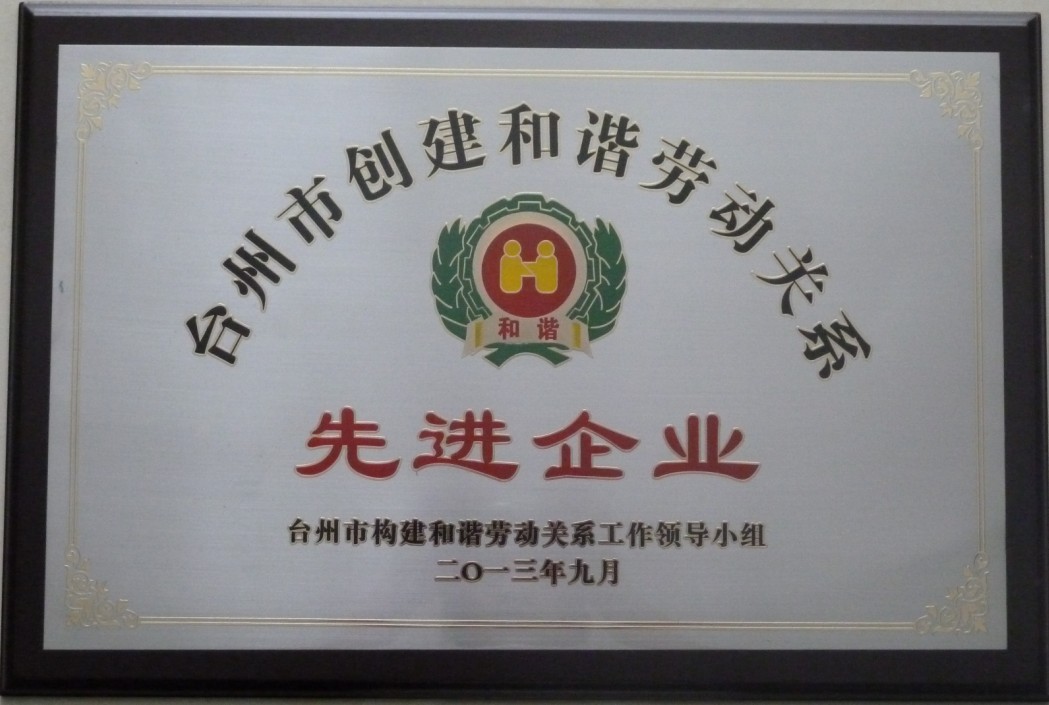 台州市创建和谐劳动关系
和谐
先进企业
台州市构建和谐劳动关系工作领导小组
二〇一三年九月